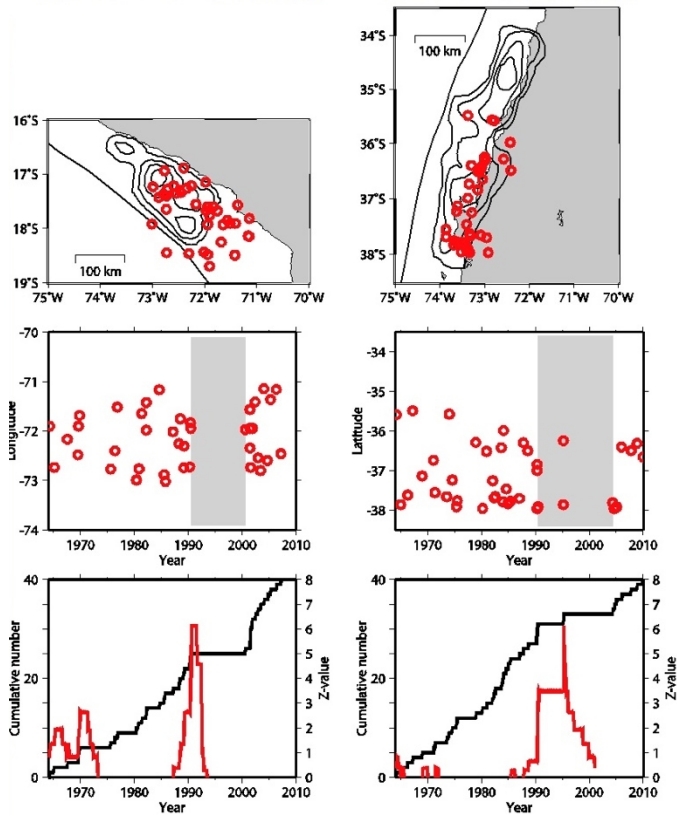 100 km
16°S
17°S
18°S
19°S
75°W 74°W 73°W 72°W 71°W 70°W
100 km
34°S
35°S
36°S
37°S
38°S
75°W 74°W 73°W 72°W 71°W 70°W
-70
-71
-72
-73
-74
Longitude
1970 1980 1990 2000 2010
Year
-34
-35
-36
-37
-38
Latitude
1970 1980 1990 2000 2010
Year
40
20
0
Cumulative number
8
7
6
5
4
3
2
1
0
Z-value
1970 1980 1990 2000 2010
Year
40
20
0
Cumulative number
8
7
6
5
4
3
2
1
0
Z-value
1970 1980 1990 2000 2010
Year